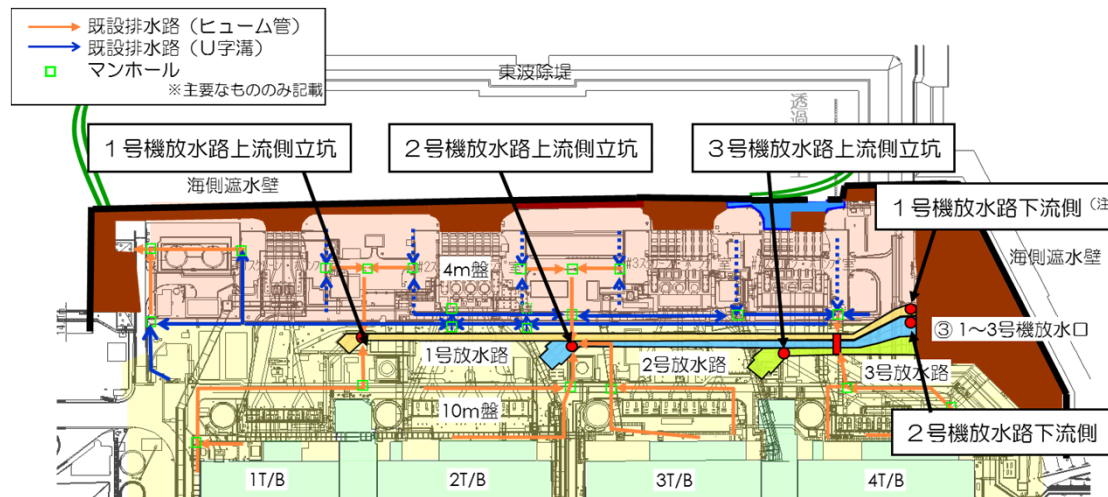 既設排水路（ヒューム管）
既設排水路（U字溝）
マンホール
※主要なもののみ記載
東波除堤
１号機放水路上流側立坑
２号機放水路上流側立坑
３号機放水路上流側立坑
海側遮水壁
１号機放水路下流側（注
海側遮水壁
4m盤
③ 1～3号機放水口
1号放水路
2号放水路
3号放水路
10m盤
２号機放水路下流側
1T/B
2T/B
3T/B
4T/B